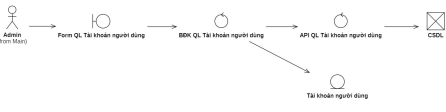 Admin
(from Main)
Form QL Tài khoản người dùng
BĐK QL Tài khoản người dùng
API QL Tài khoản người dùng
CSDL
Tài khoản người dùng